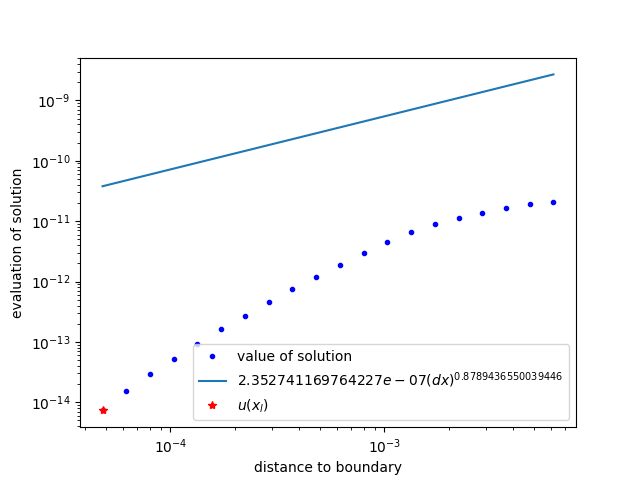 10⁻⁹
10⁻¹⁰
10⁻¹¹
10⁻¹²
10⁻¹³
10⁻¹⁴
evaluation of solution
value of solution
2.352741169764227e − 07(dx)^0.8789436550039446
u(x_I)
10⁻⁴ 10⁻³
distance to boundary